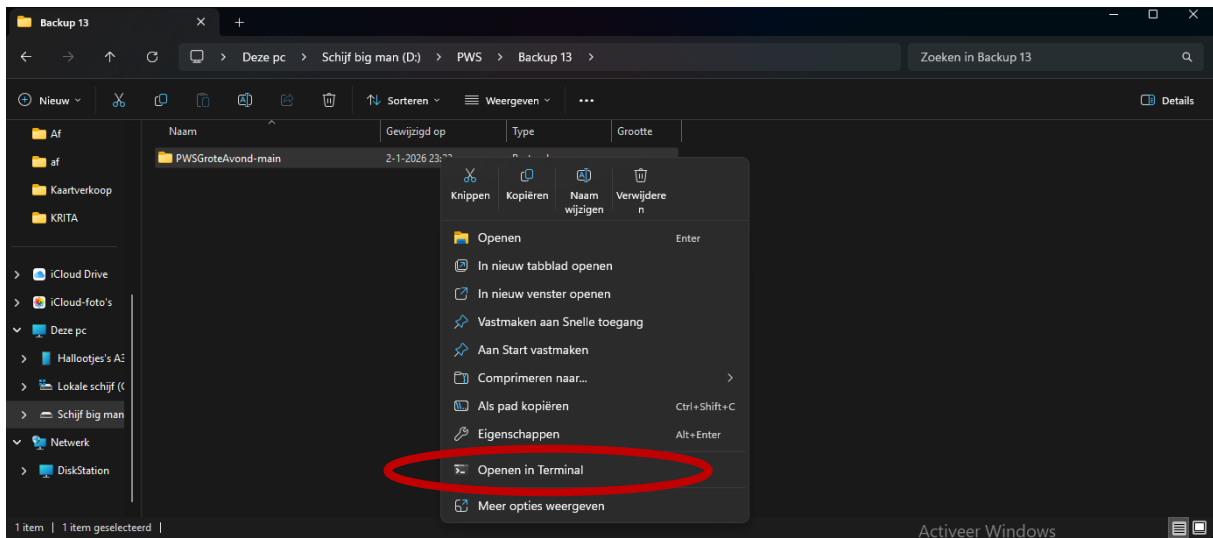 Backup 13
Deze pc > Schijf big man (D:) > PWS > Backup 13 >
Zoeken in Backup 13
Nieuw
Sorteren
Weergeven
Details
Naam
Gewijzigd op
Type
Grootte
Af
af
Kaartverkoop
KRITA
iCloud Drive
iCloud-foto's
Deze pc
Hallootjes's A
Lokale schijf (
Schijf big man
Netwerk
DiskStation
PWSGroteAvond-main
2-1-2026
Knippen
Kopiëren
Naam
wijzigen
Verwijdere
n
Openen Enter
In nieuw tabblad openen
In nieuw venster openen
Vastmaken aan Snelle toegang
Aan Start vastmaken
Comprimeren naar...
Als pad kopiëren Ctrl+Shift+C
Eigenschappen Alt+Enter
Openen in Terminal
Meer opties weergeven
1 item | 1 item geselecteerd |
Activeer Windows